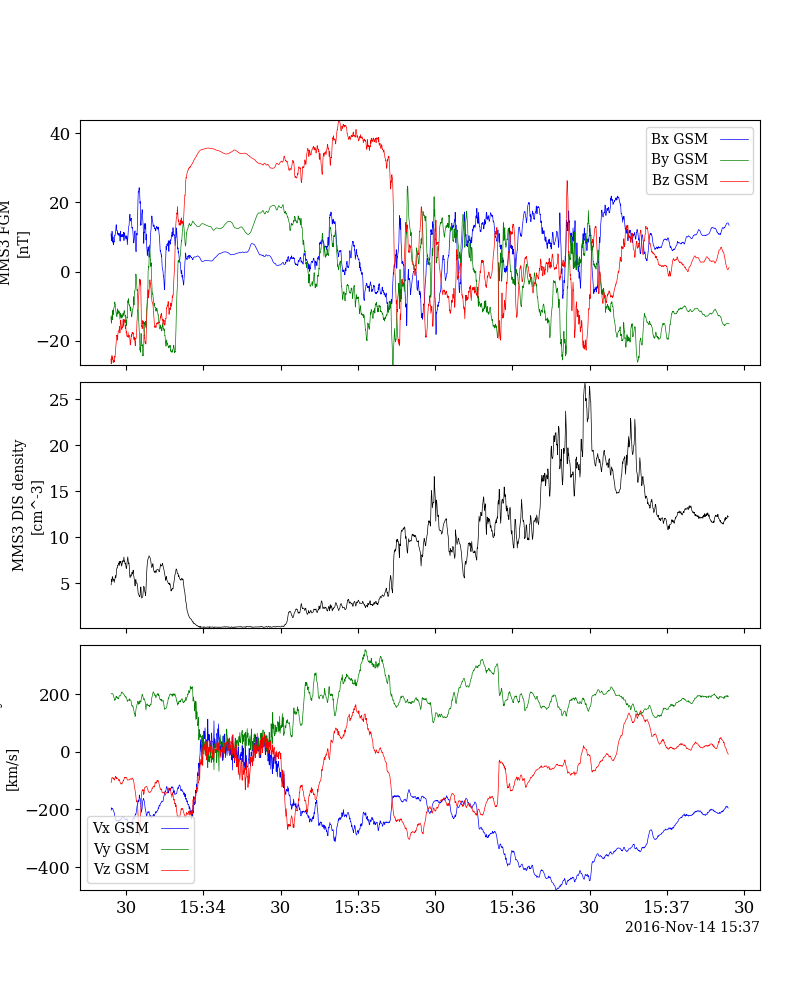 40
20
0
−20
MMS3 FGM
[nT]
Bx GSM
By GSM
Bz GSM
25
20
15
10
5
MMS3 DIS density
[cm^-3]
200
0
−200
−400
[km/s]
Vx GSM
Vy GSM
Vz GSM
30 15:34 30 15:35 30 15:36 30 15:37 30
2016-Nov-14 15:37